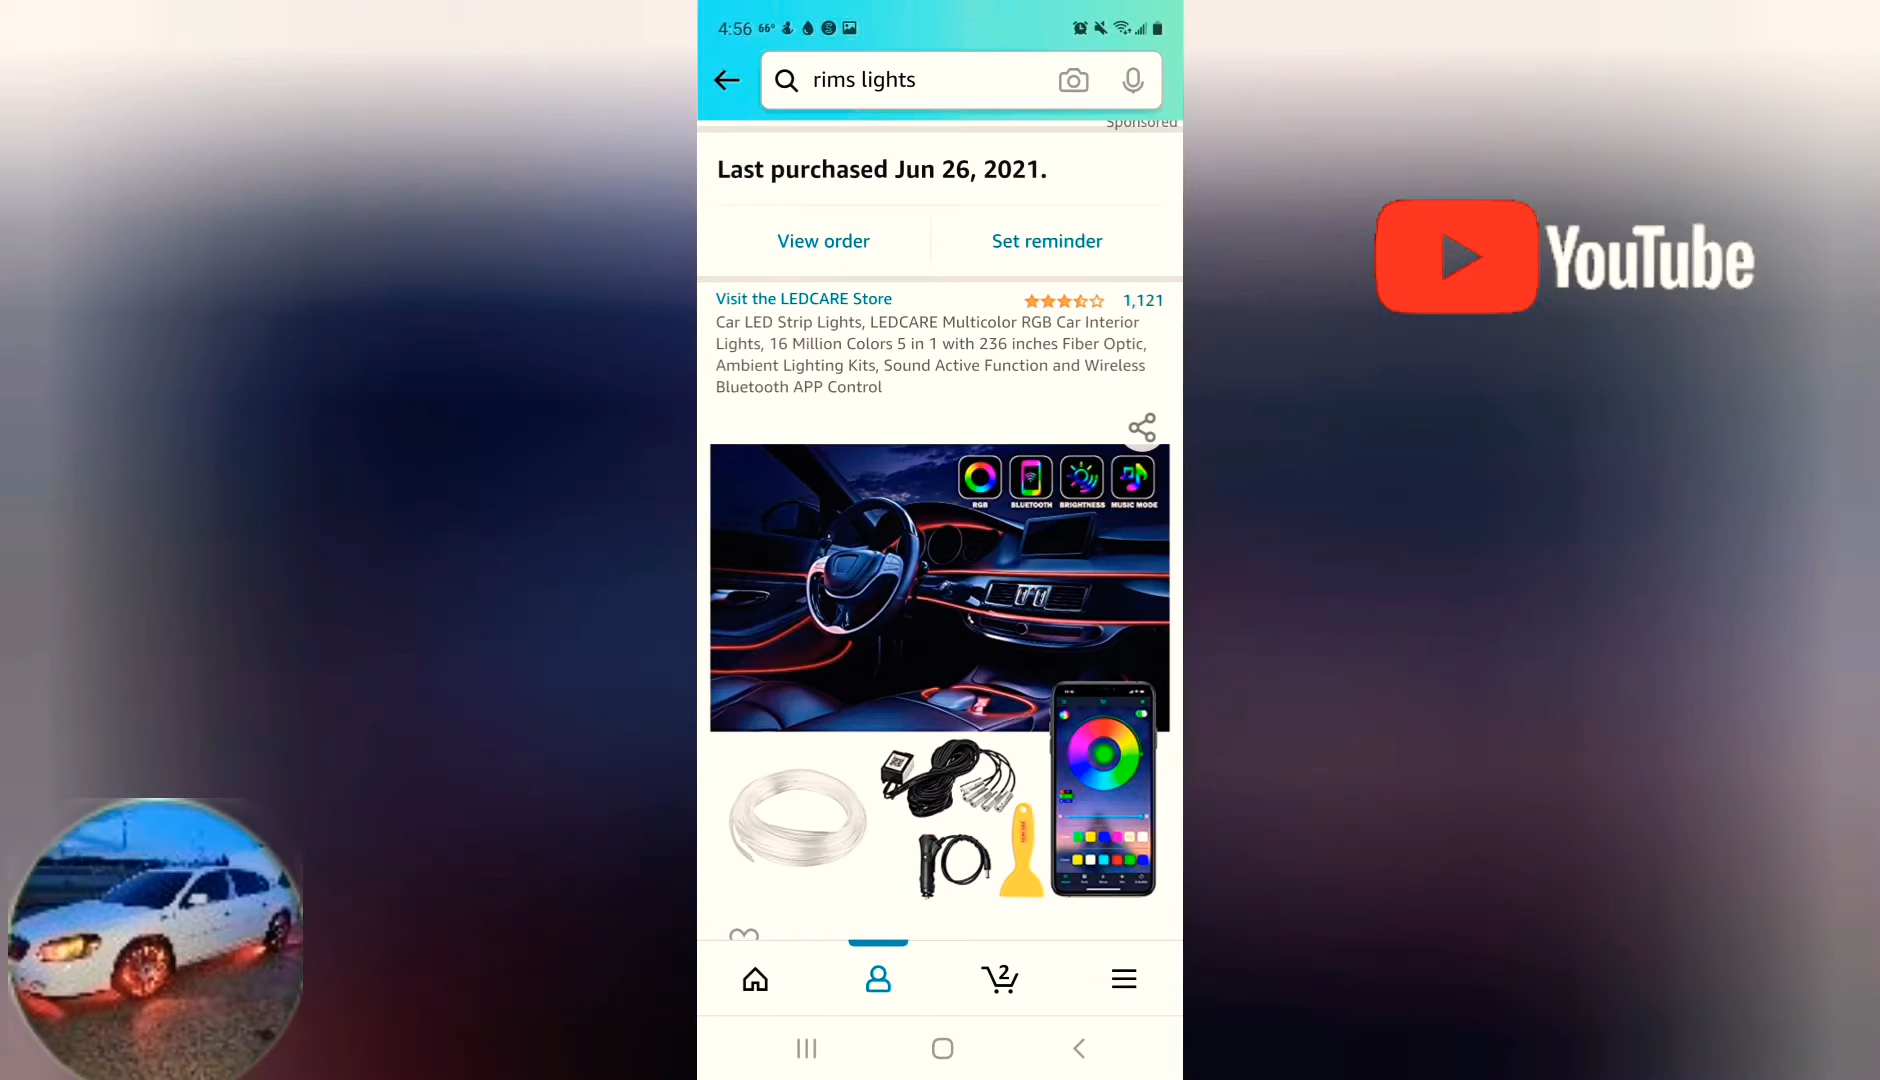 4:56 66°
rims lights
Sponsored
Last purchased Jun 26, 2021.
View order
Set reminder
YouTube
Visit the LEDCARE Store
1,121
Car LED Strip Lights, LEDCARE Multicolor RGB Car Interior
Lights, 16 Million Colors 5 in 1 with 236 inches Fiber Optic,
Ambient Lighting Kits, Sound Active Function and Wireless
Bluetooth APP Control
RGB
BLUETOOTH
BRIGHTNESS
MUSIC MODE
2